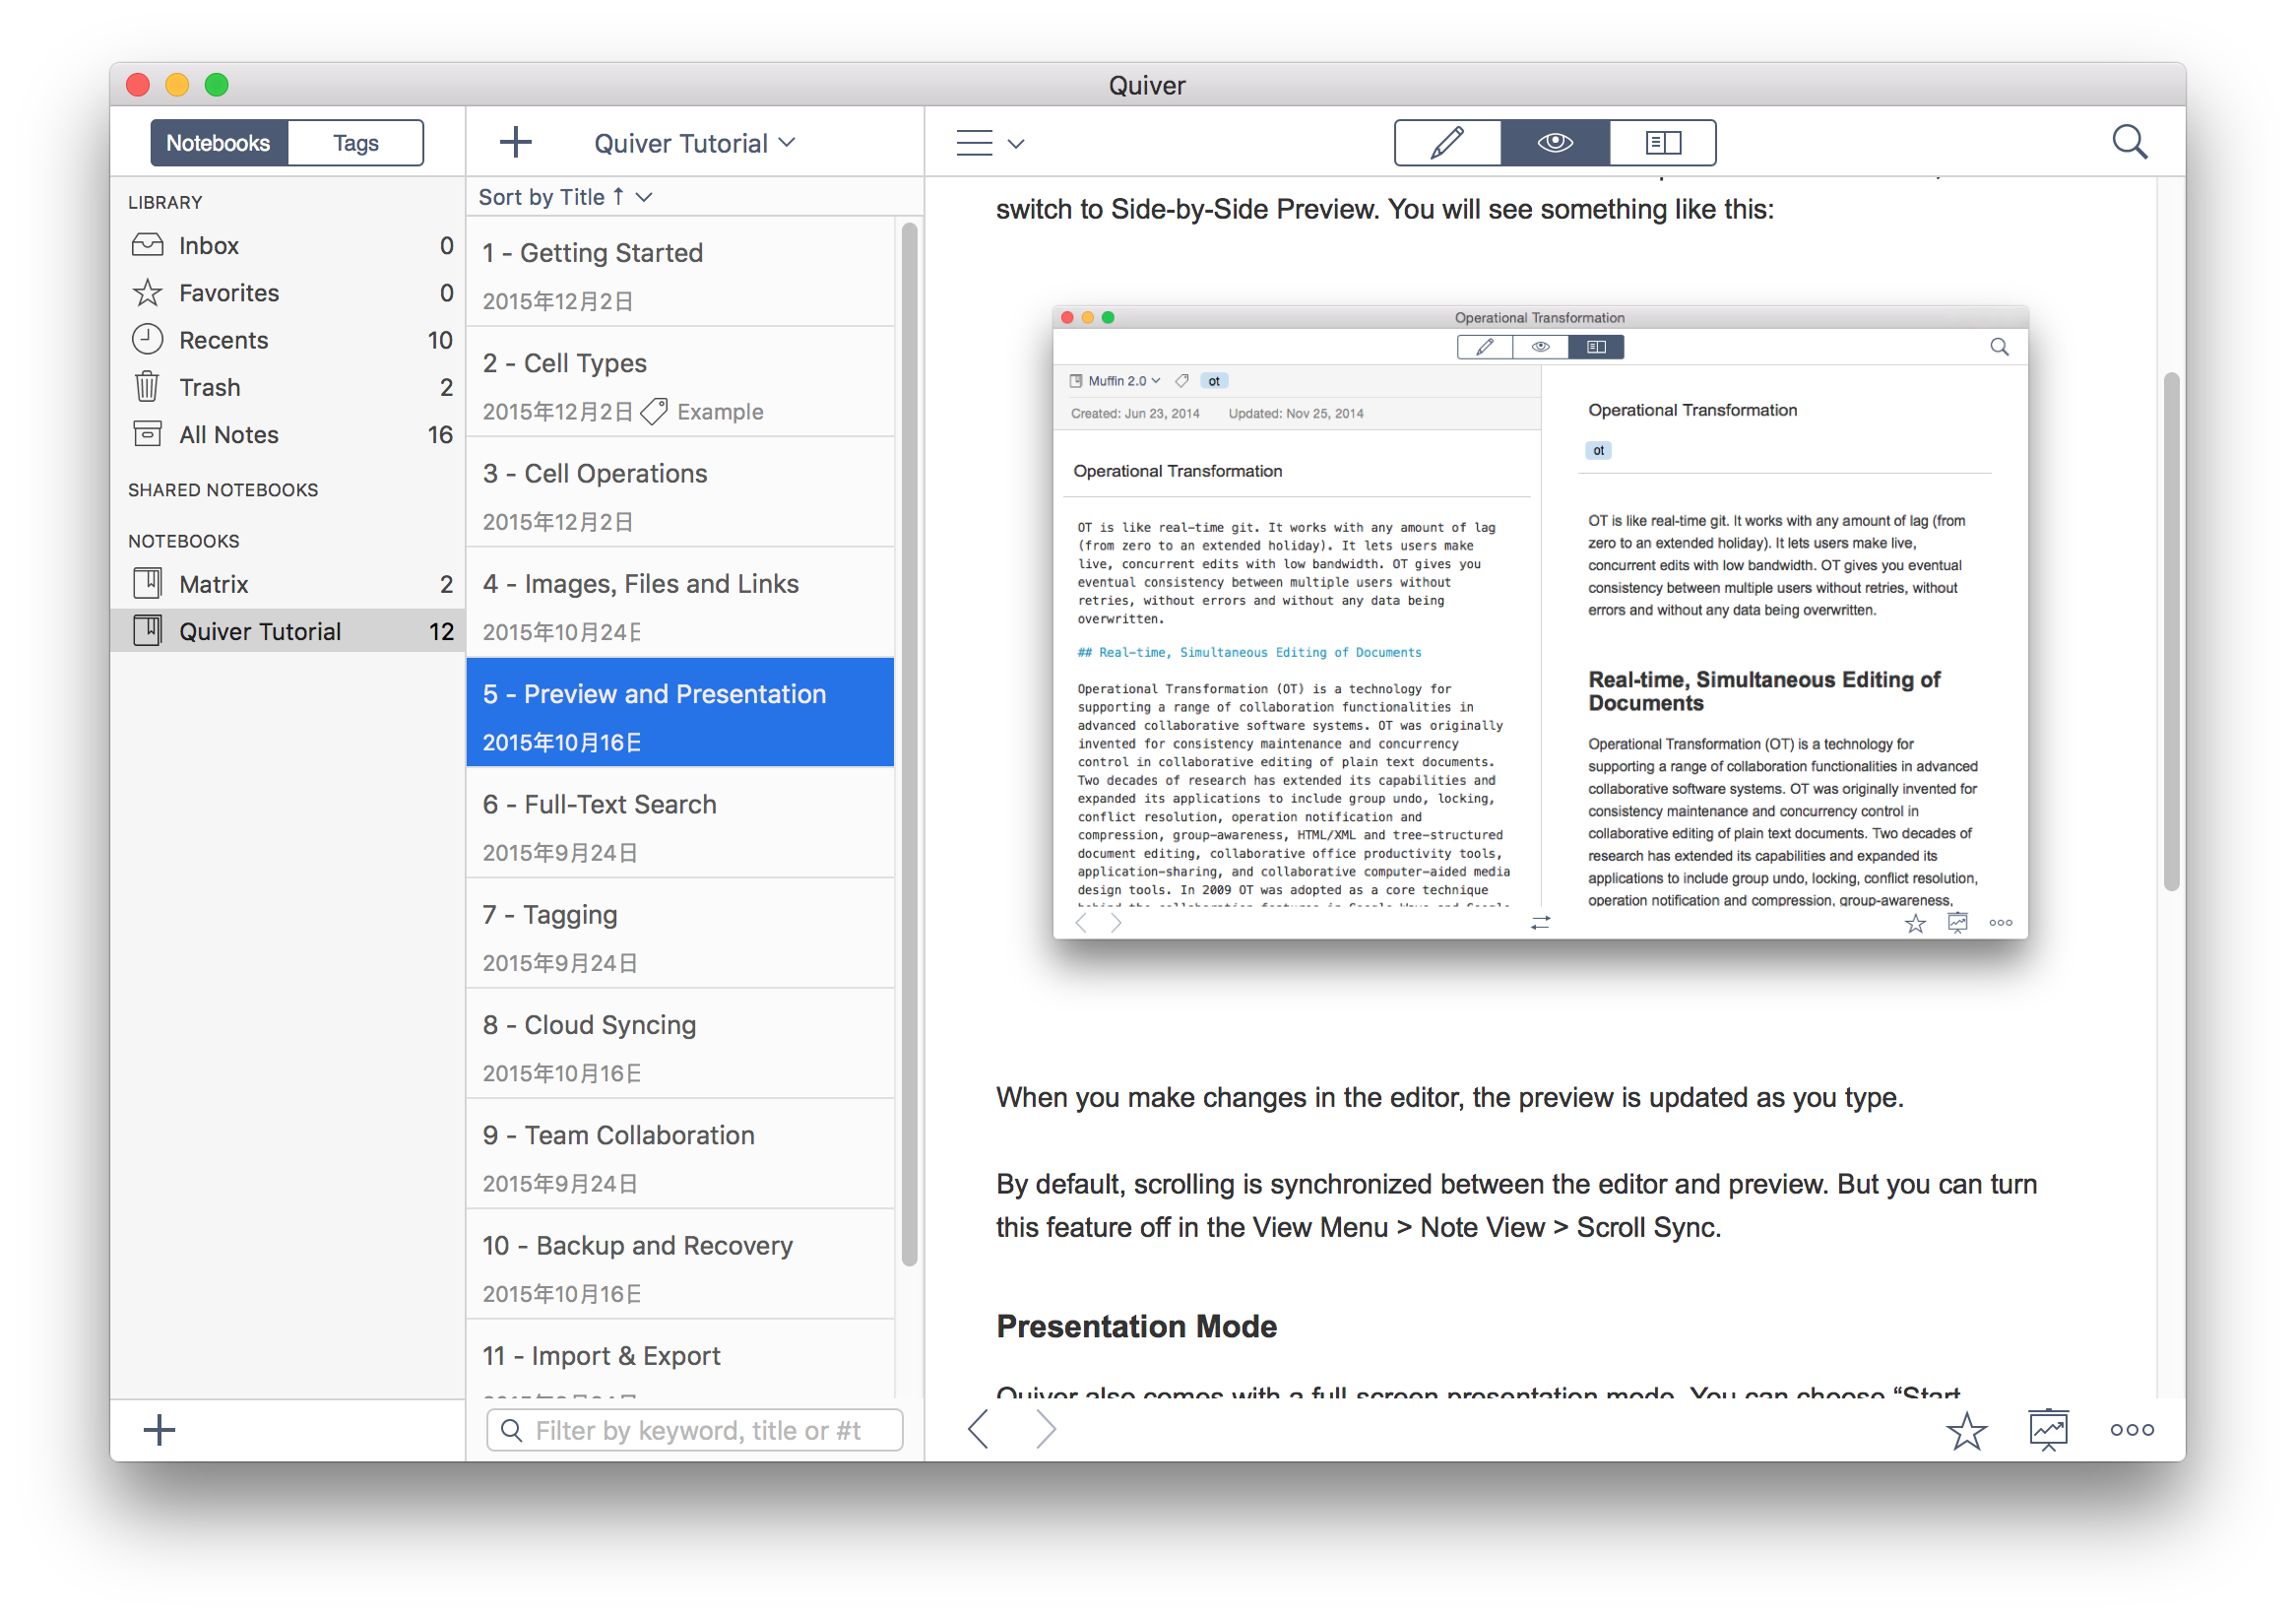 Quiver
Notebooks
Tags
Quiver Tutorial
LIBRARY
Inbox 0
Favorites 0
Recents 10
Trash 2
All Notes 16
SHARED NOTEBOOKS
NOTEBOOKS
Matrix 2
Quiver Tutorial 12
Sort by Title ↑
1 - Getting Started
2015年12月2日
2 - Cell Types
2015年12月2日 Example
3 - Cell Operations
2015年12月2日
4 - Images, Files and Links
2015年10月24日
5 - Preview and Presentation
2015年10月16日
6 - Full-Text Search
2015年9月24日
7 - Tagging
2015年9月24日
8 - Cloud Syncing
2015年10月16日
9 - Team Collaboration
2015年9月24日
10 - Backup and Recovery
2015年10月16日
11 - Import & Export
Filter by keyword, title or #t
switch to Side-by-Side Preview. You will see something like this:
Operational Transformation
Muffin 2.0 ot
Created: Jun 23, 2014 Updated: Nov 25, 2014
Operational Transformation
OT is like real-time git. It works with any amount of lag
(from zero to an extended holiday). It lets users make
live, concurrent edits with low bandwidth. OT gives you
eventual consistency between multiple users without
retries, without errors and without any data being
overwritten.
## Real-time, Simultaneous Editing of Documents
Operational Transformation (OT) is a technology for
supporting a range of collaboration functionalities in
advanced collaborative software systems. OT was originally
invented for consistency maintenance and concurrency
control in collaborative editing of plain text documents.
Two decades of research has extended its capabilities and
expanded its applications to include group undo, locking,
conflict resolution, operation notification and
compression, group-awareness, HTML/XML and tree-structured
document editing, collaborative office productivity tools,
application-sharing, and collaborative computer-aided media
design tools. In 2009 OT was adopted as a core technique
Operational Transformation
ot
OT is like real-time git. It works with any amount of lag (from
zero to an extended holiday). It lets users make live,
concurrent edits with low bandwidth. OT gives you eventual
consistency between multiple users without retries, without
errors and without any data being overwritten.
Real-time, Simultaneous Editing of
Documents
Operational Transformation (OT) is a technology for
supporting a range of collaboration functionalities in advanced
collaborative software systems. OT was originally invented for
consistency maintenance and concurrency control in
collaborative editing of plain text documents. Two decades of
research has extended its capabilities and expanded its
applications to include group undo, locking, conflict resolution,
operation notification and compression, group-awareness,
When you make changes in the editor, the preview is updated as you type.
By default, scrolling is synchronized between the editor and preview. But you can turn
this feature off in the View Menu > Note View > Scroll Sync.
Presentation Mode
Quiver also comes with a full screen presentation mode. You can choose “Start